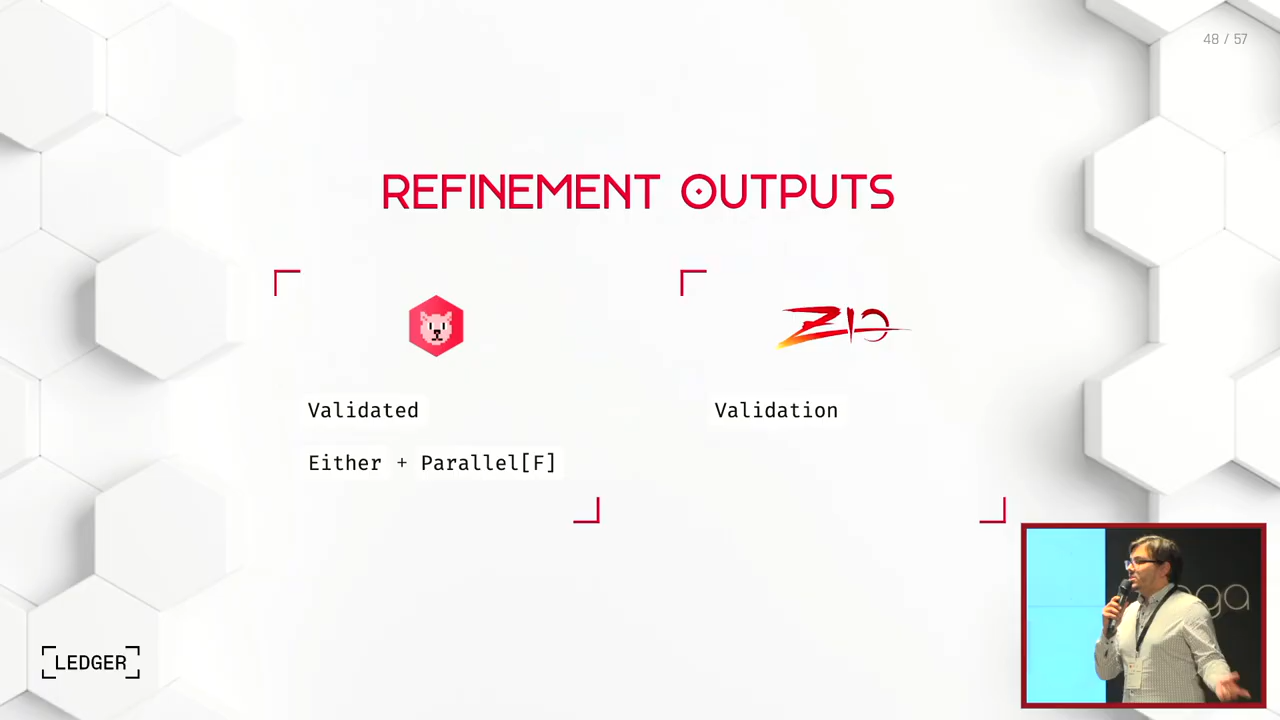 48 / 57
REFINEMENT OUTPUTS
ZIO
Validated
Validation
Either + Parallel[F]
LEDGER